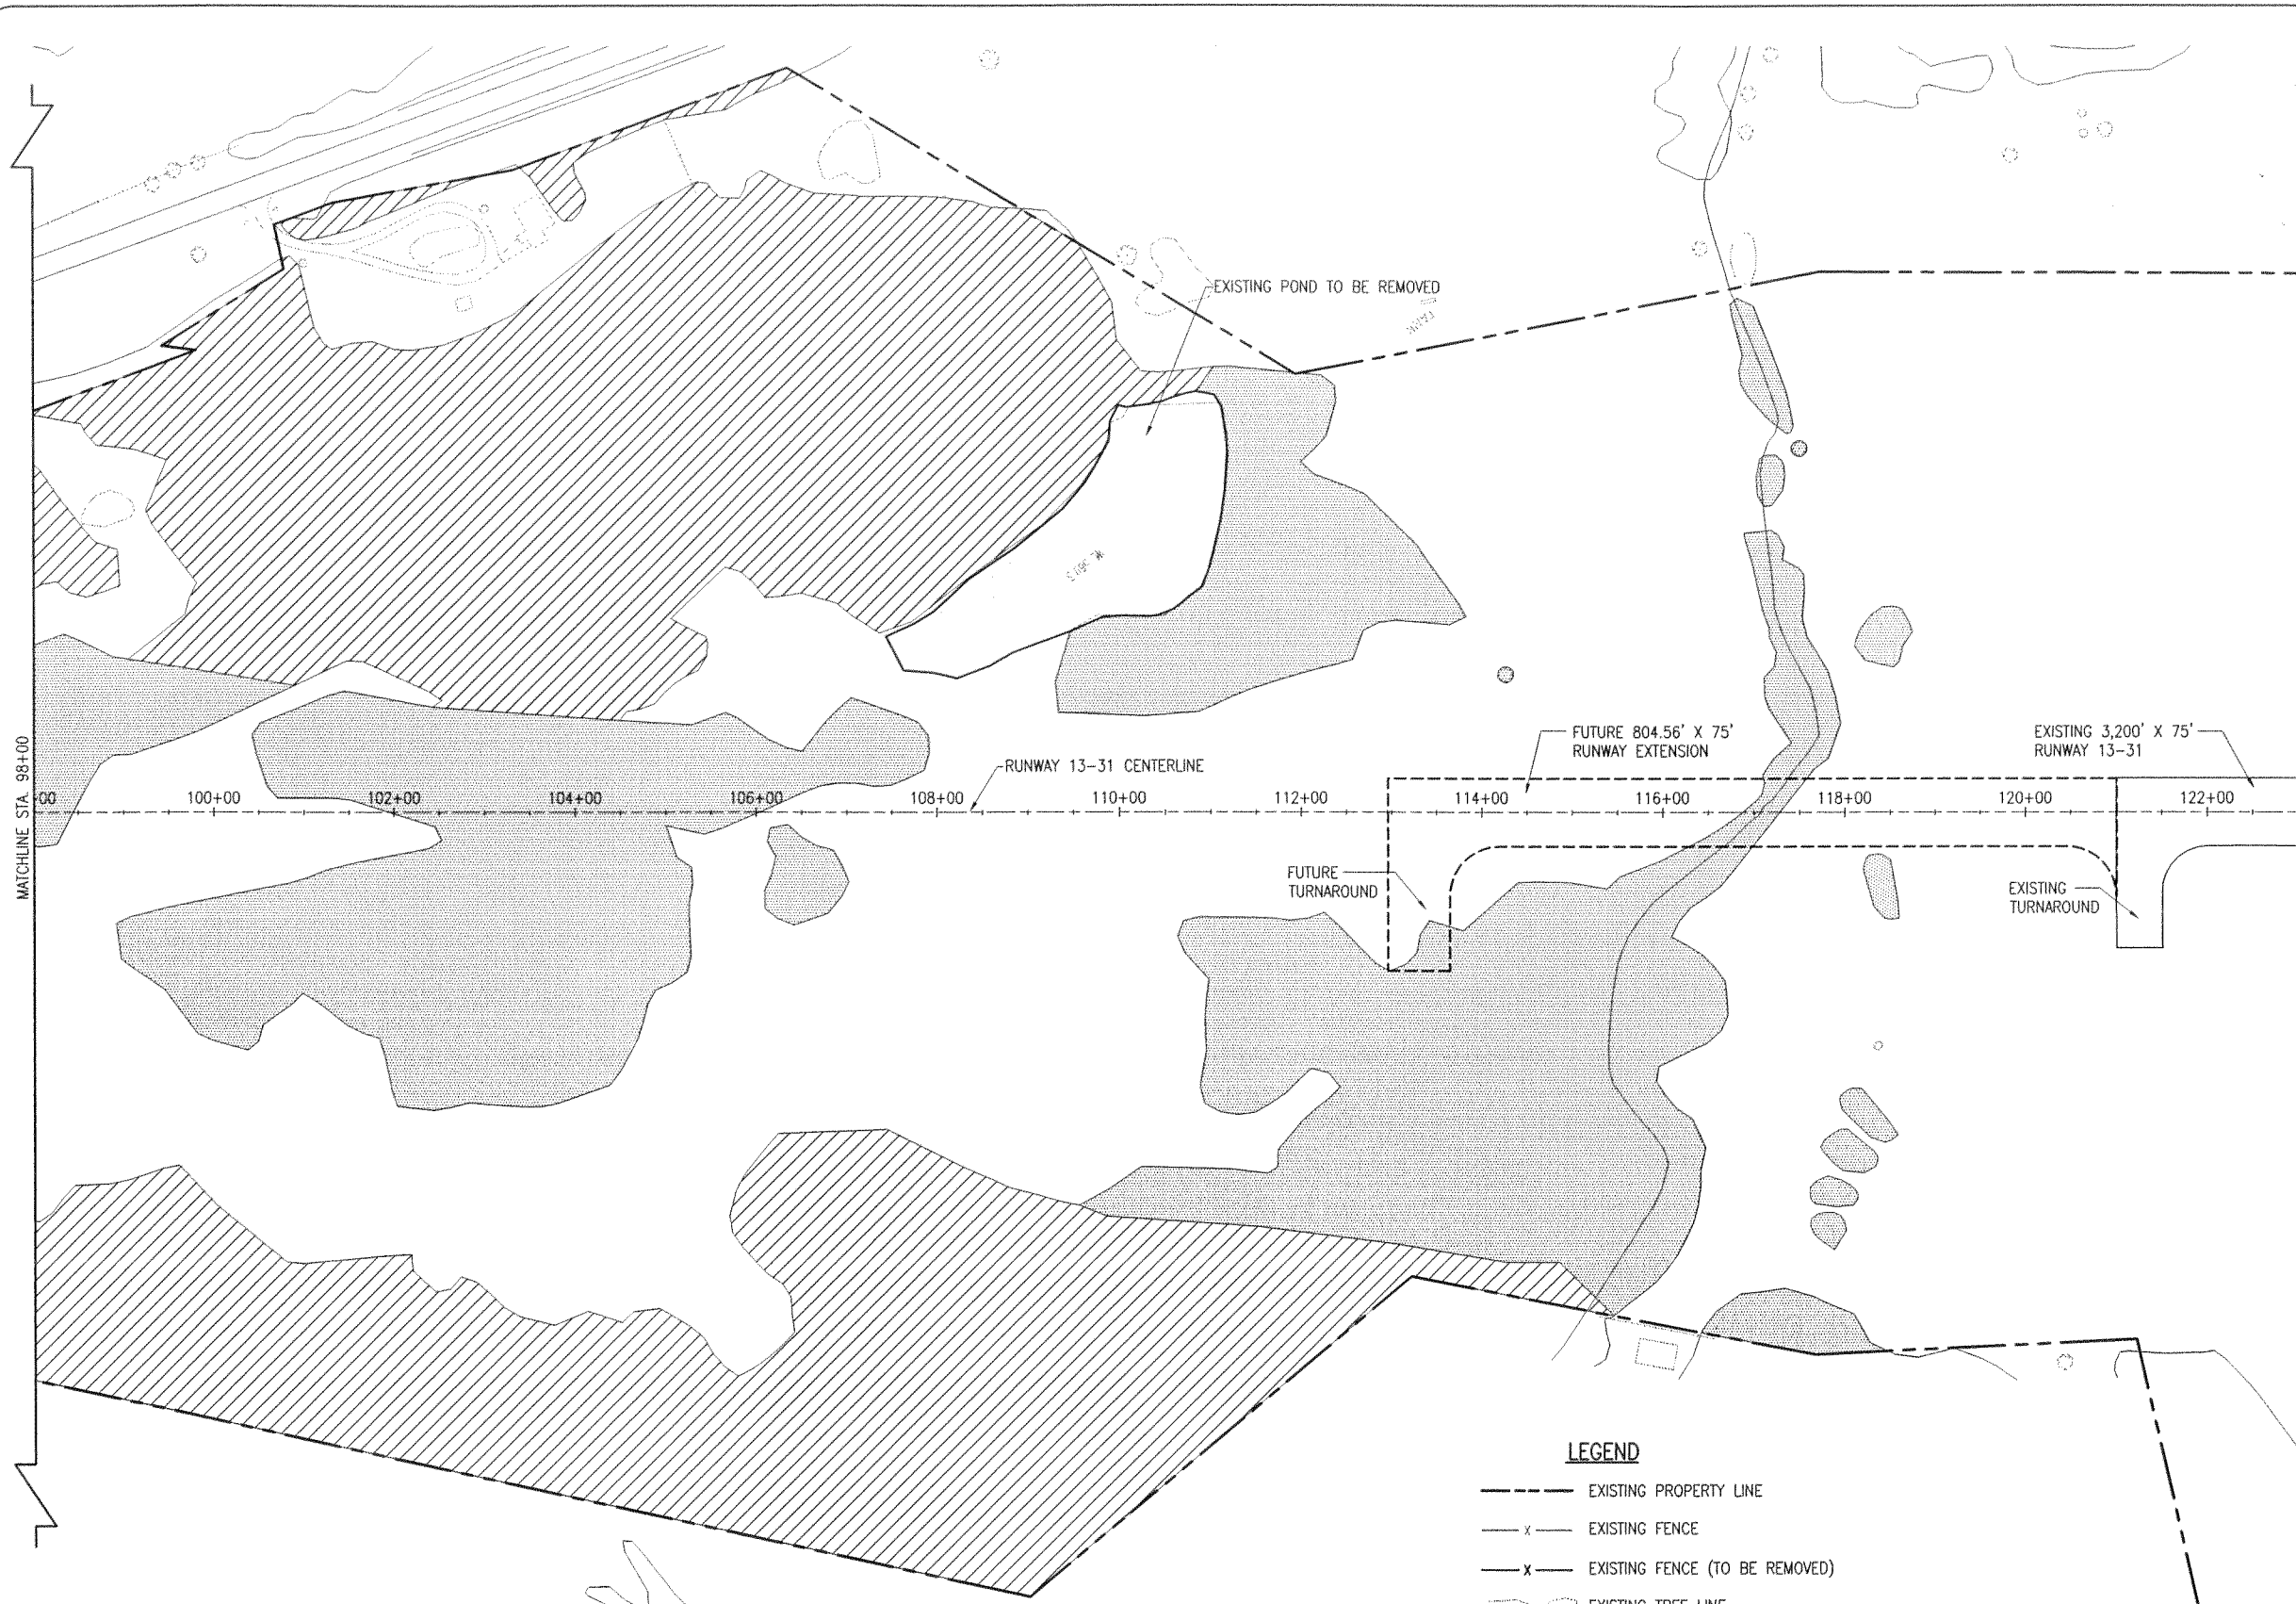 EXISTING POND TO BE REMOVED
FUTURE 804.56' X 75'
RUNWAY EXTENSION
EXISTING 3,200' X 75'
RUNWAY 13-31
RUNWAY 13-31 CENTERLINE
MATCHLINE STA. 98+00
00
100+00
102+00
104+00
106+00
108+00
110+00
112+00
114+00
116+00
118+00
120+00
122+00
FUTURE
TURNAROUND
EXISTING
TURNAROUND
LEGEND
EXISTING PROPERTY LINE
x
EXISTING FENCE
x
EXISTING FENCE (TO BE REMOVED)
EXISTING TREE LINE